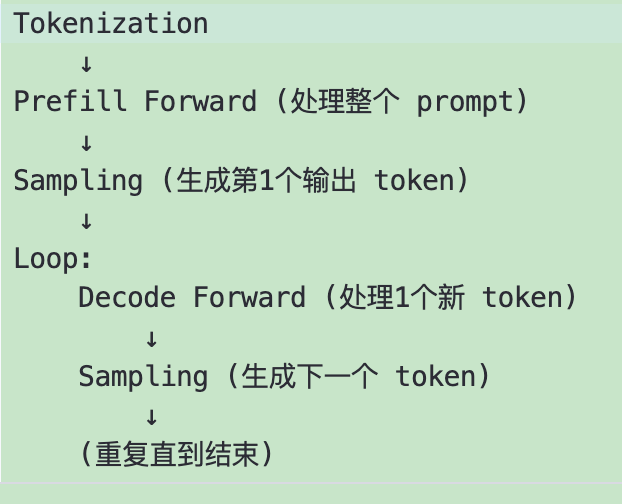 Tokenization
↓
Prefill Forward (处理整个 prompt)
↓
Sampling (生成第1个输出 token)
↓
Loop:
Decode Forward (处理1个新 token)
↓
Sampling (生成下一个 token)
↓
(重复直到结束)